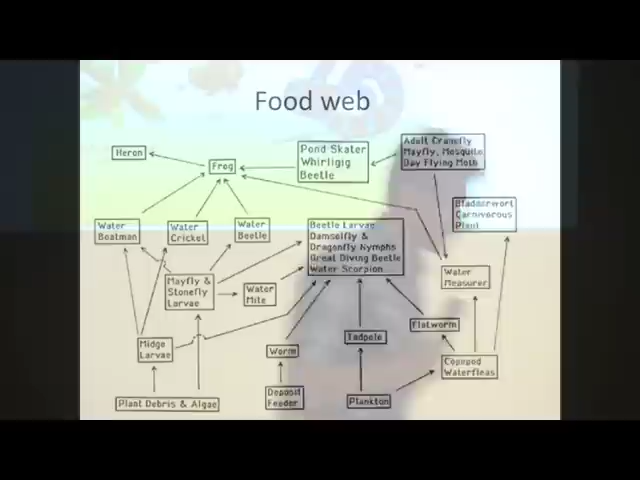 Food web
Heron
Frog
Pond Skater
Whirligig
Beetle
Adult Cranefly
Mayfly, Mosquito
Day Flying Moth
Bladderwort
Carnivorous
Plant
Water
Boatman
Water
Cricket
Water
Beetle
Beetle Larvae
Damselfly &
Dragonfly Nymphs
Great Diving Beetle
Water Scorpion
Water
Measurer
Mayfly &
Stonefly
Larvae
Water
Mite
Midge
Larvae
Worm
Tadpole
Flatworm
Copepod
Waterfleas
Plant Debris & Algae
Deposit
Feeder
Plankton